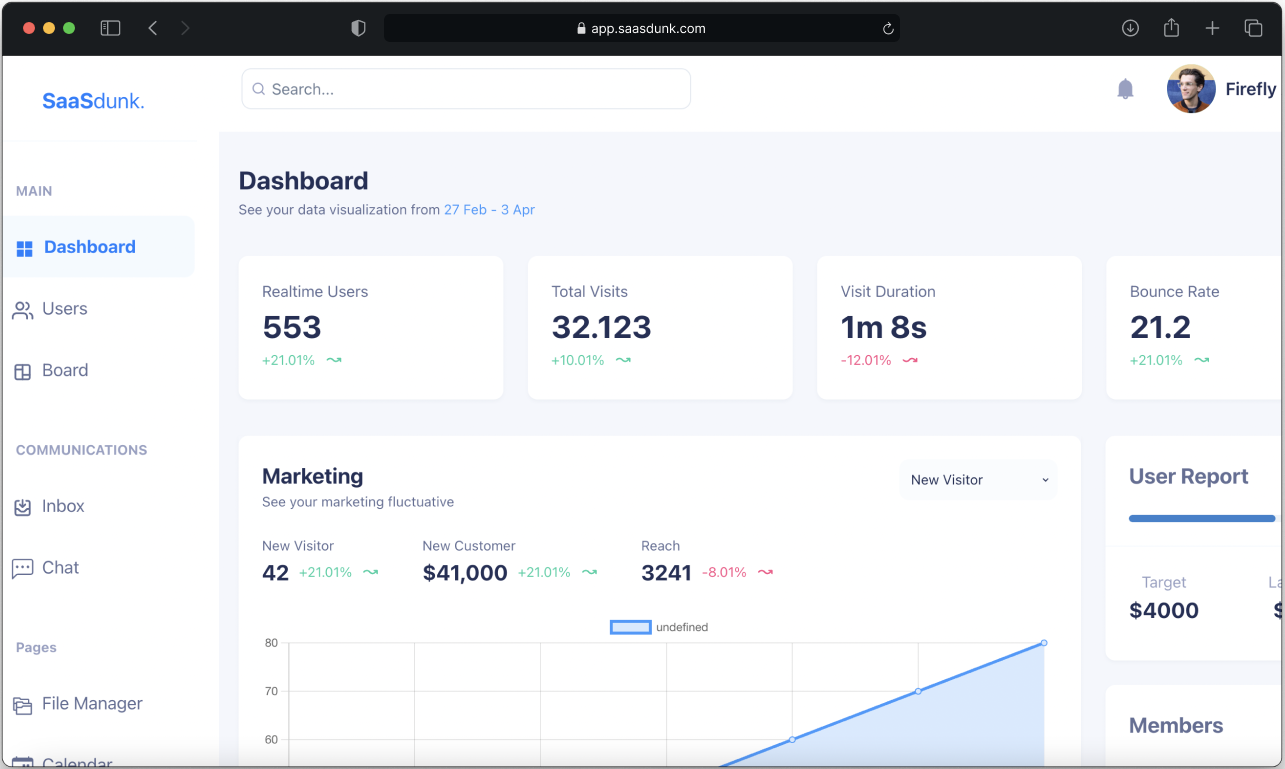 app.saasdunk.com
SaaSdunk.
Search...
Firefly
MAIN
Dashboard
Users
Board
COMMUNICATIONS
Inbox
Chat
Pages
File Manager
Calendar
Dashboard
See your data visualization from 27 Feb - 3 Apr
Realtime Users
553
+21.01%
Total Visits
32.123
+10.01%
Visit Duration
1m 8s
-12.01%
Bounce Rate
21.2
+21.01%
Marketing
See your marketing fluctuative
New Visitor
New Visitor
42 +21.01%
New Customer
$41,000 +21.01%
Reach
3241 -8.01%
undefined
80
70
60
User Report
Target
$4000
Members